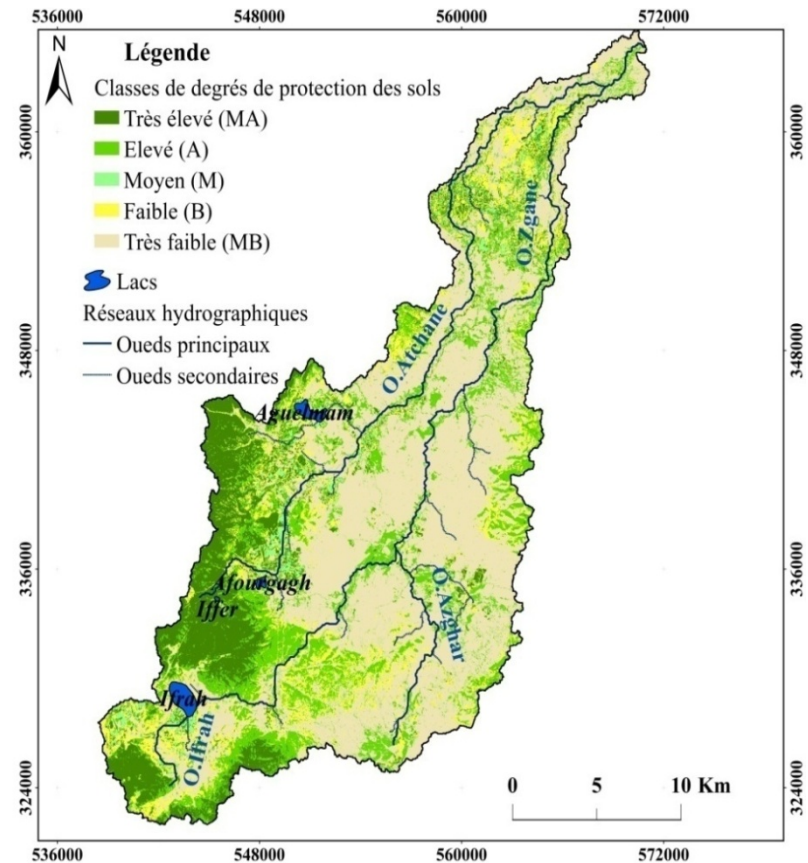 536000 548000 560000 572000
N
Légende
Classes de degrés de protection des sols
Très élevé (MA)
Elevé (A)
Moyen (M)
Faible (B)
Très faible (MB)
Lacs
Réseaux hydrographiques
Oueds principaux
Oueds secondaires
360000
360000
348000
348000
336000
336000
324000
324000
O.Zgane
O.Atchane
Aguelmam
Afourgagh
Iffer
O.Azghar
Ifrah
O.Ifrah
0 5 10 Km
536000 548000 560000 572000